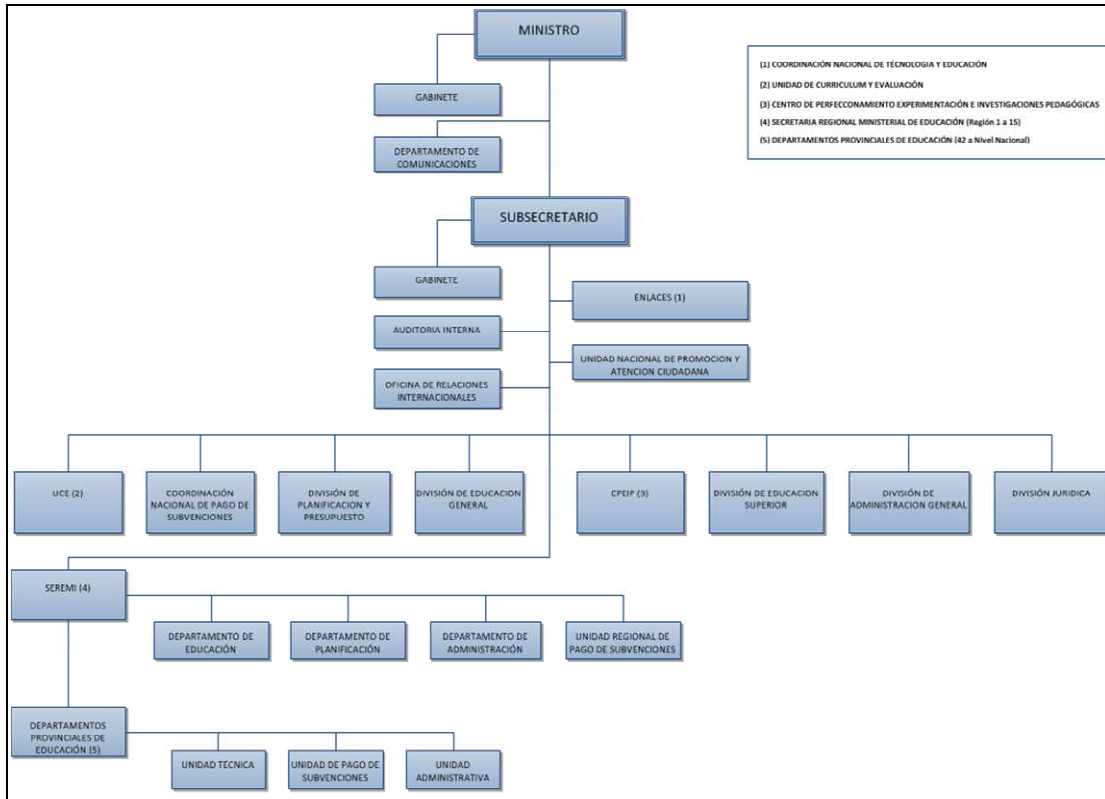 MINISTRO
(1) COORDINACIÓN NACIONAL DE TÉCNOLOGIA Y EDUCACIÓN
(2) UNIDAD DE CURRICULUM Y EVALUACIÓN
(3) CENTRO DE PERFECCONAMIENTO EXPERIMENTACIÓN E INVESTIGACIONES PEDAGÓGICAS
(4) SECRETARIA REGIONAL MINISTERIAL DE EDUCACIÓN (Región 1 a 15)
(5) DEPARTAMENTOS PROVINCIALES DE EDUCACIÓN (42 a Nivel Nacional)
GABINETE
DEPARTAMENTO DE
COMUNICACIONES
SUBSECRETARIO
GABINETE
ENLACES (1)
AUDITORIA INTERNA
UNIDAD NACIONAL DE PROMOCION Y
ATENCION CIUDADANA
OFICINA DE RELACIONES
INTERNACIONALES
UCE (2)
COORDINACIÓN
NACIONAL DE PAGO DE
SUBVENCIONES
DIVISIÓN DE
PLANIFICACION Y
PRESUPUESTO
DIVISIÓN DE EDUCACION
GENERAL
CPEIP (3)
DIVISIÓN DE EDUCACION
SUPERIOR
DIVISIÓN DE
ADMINISTRACION GENERAL
DIVISIÓN JURIDICA
SEREMI (4)
DEPARTAMENTO DE
EDUCACIÓN
DEPARTAMENTO DE
PLANIFICACIÓN
DEPARTAMENTO DE
ADMINISTRACIÓN
UNIDAD REGIONAL DE
PAGO DE SUBVENCIONES
DEPARTAMENTOS
PROVINCIALES DE
EDUCACIÓN (5)
UNIDAD TÉCNICA
UNIDAD DE PAGO DE
SUBVENCIONES
UNIDAD
ADMINISTRATIVA